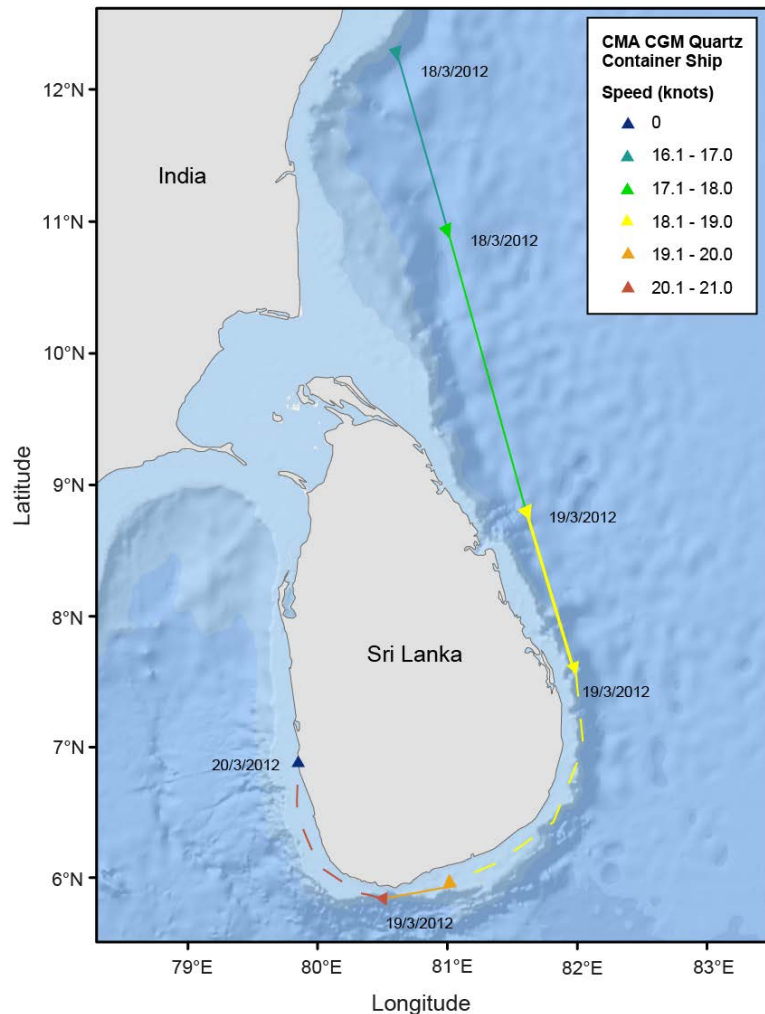 CMA CGM Quartz
Container Ship
Speed (knots)
0
16.1 - 17.0
17.1 - 18.0
18.1 - 19.0
19.1 - 20.0
20.1 - 21.0
18/3/2012
12°N
India
11°N
18/3/2012
10°N
Latitude
9°N
19/3/2012
8°N
Sri Lanka
19/3/2012
7°N
20/3/2012
6°N
19/3/2012
79°E
80°E
81°E
82°E
83°E
Longitude